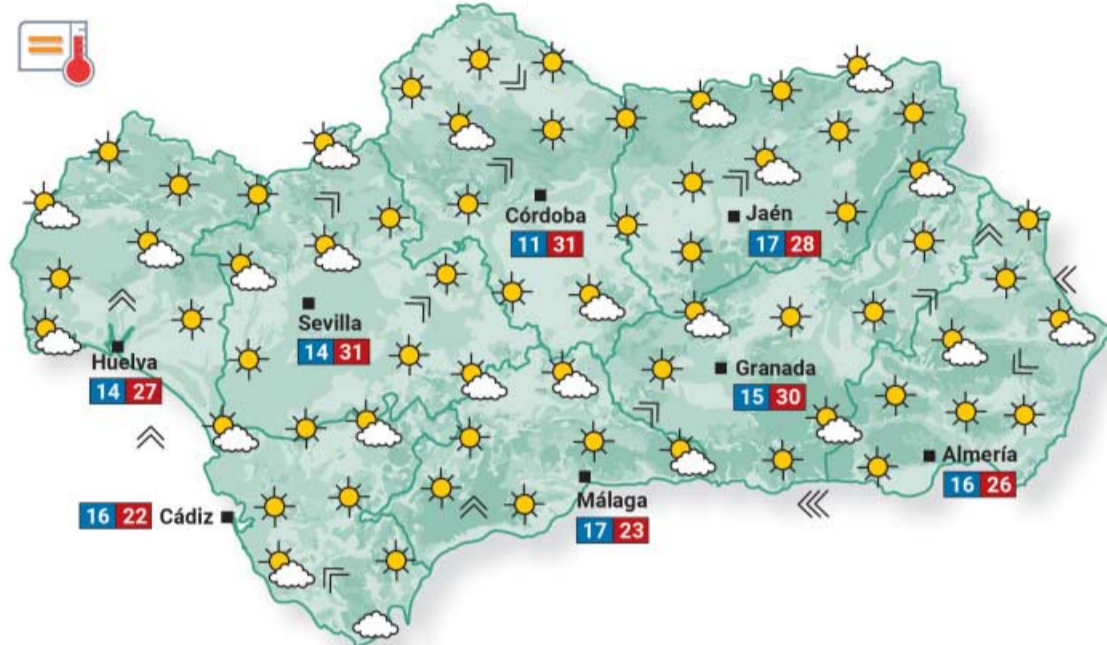 Córdoba
11 31
Jaén
17 28
Sevilla
14 31
Huelva
14 27
Granada
15 30
Almería
16 26
16 22 Cádiz
Málaga
17 23